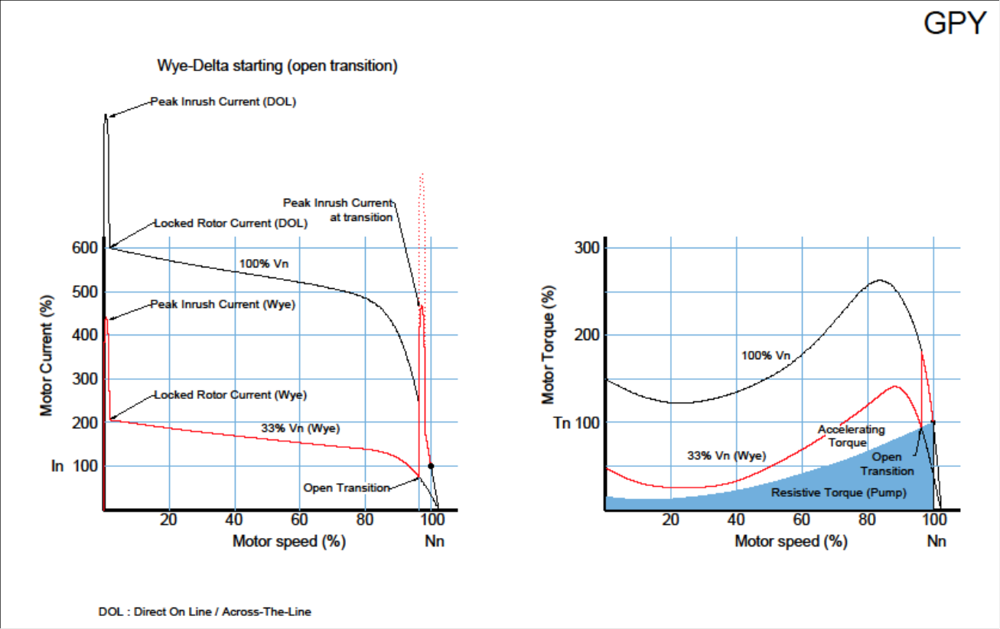 GPY
Wye-Delta starting (open transition)
Peak Inrush Current (DOL)
Peak Inrush Current
at transition
Locked Rotor Current (DOL)
600
100% Vn
500
Peak Inrush Current (Wye)
400
Motor Current (%)
300
Locked Rotor Current (Wye)
200
33% Vn (Wye)
In 100
Open Transition
20
40
60
80
100
Motor speed (%)
Nn
300
Motor Torque (%)
200
100% Vn
Tn 100
Accelerating
Torque
33% Vn (Wye)
Open
Transition
Resistive Torque (Pump)
20
40
60
80
100
Motor speed (%)
Nn
DOL : Direct On Line / Across-The-Line